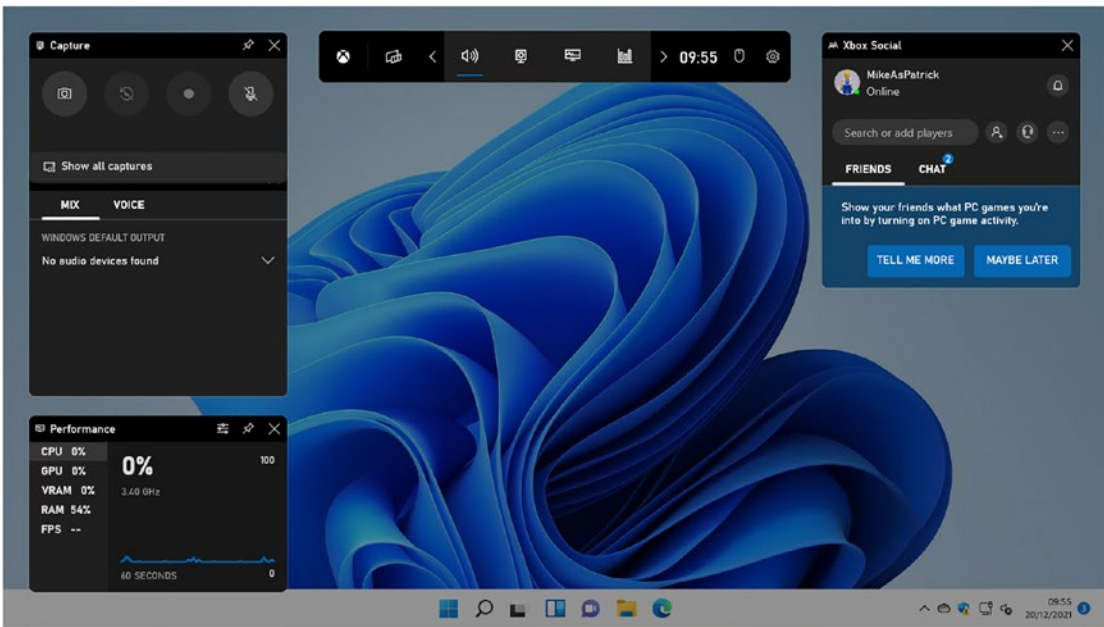 Capture
Show all captures
MIX VOICE
WINDOWS DEFAULT OUTPUT
No audio devices found
Performance
CPU 0%
GPU 0%
VRAM 0%
RAM 54%
FPS --
0%
100
3.40 GHz
60 SECONDS
0
09:55
Xbox Social
MikeAsPatrick
Online
Search or add players
FRIENDS CHAT 2
Show your friends what PC games you're
into by turning on PC game activity.
TELL ME MORE MAYBE LATER
09:55
20/12/2021
3